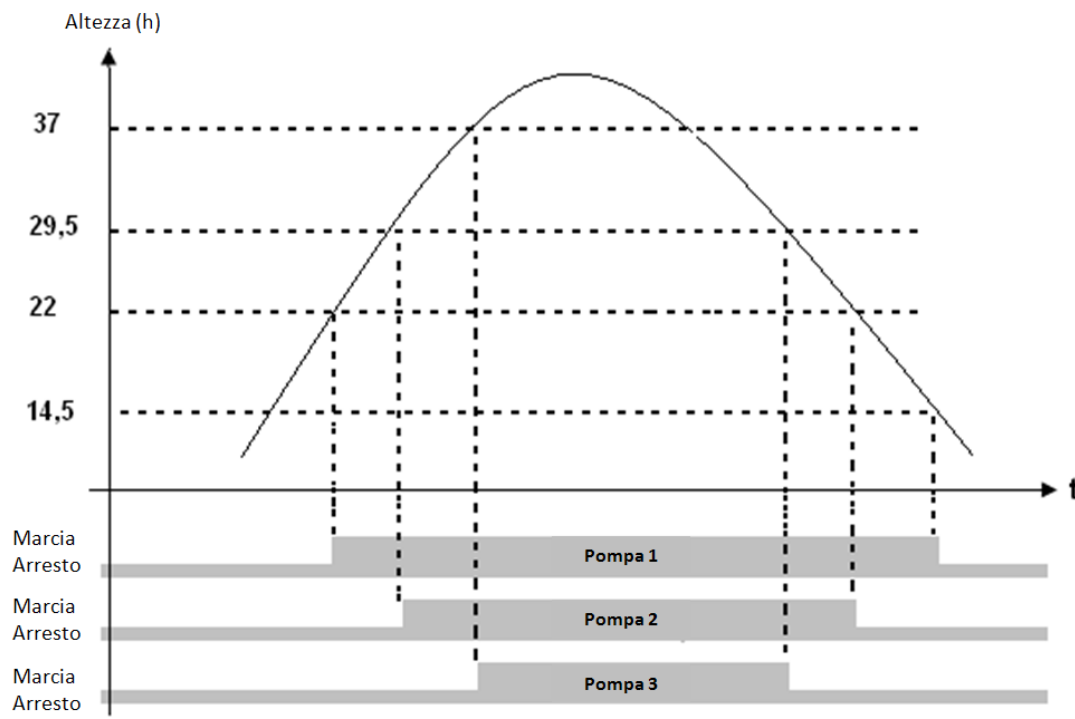 Altezza (h)
37
29,5
22
14,5
t
Marcia
Arresto
Pompa 1
Marcia
Arresto
Pompa 2
Marcia
Arresto
Pompa 3